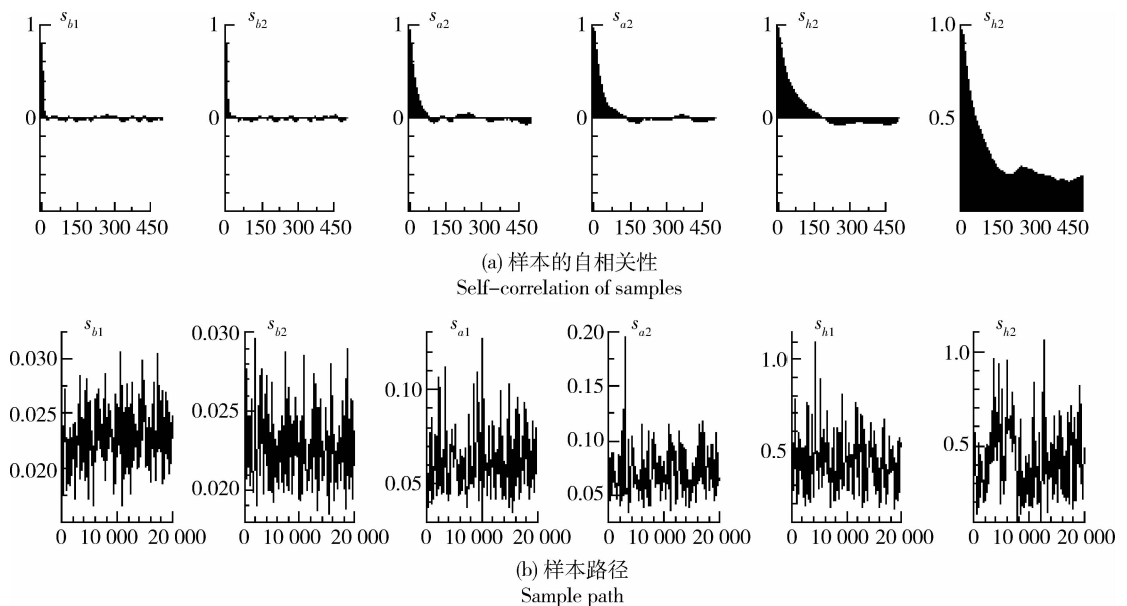 s_b1 s_b2 s_a2 s_a2 s_h2 s_h2
1 1 1 1 1 1.0
0 0 0 0 0 0.5
0 150 300 450 0 150 300 450 0 150 300 450 0 150 300 450 0 150 300 450 0 150 300 450
(a) 样本的自相关性
Self-correlation of samples
s_b1 s_b2 s_a1 s_a2 s_h1 s_h2
0.030 0.030 0.10 0.20 1.0 1.0
0.025 0.025 0.05 0.15 0.5 0.5
0.020 0.020 0.10
0.05
0 10 000 20 000 0 10 000 20 000 0 10 000 20 000 0 10 000 20 000 0 10 000 20 000 0 10 000 20 000
(b) 样本路径
Sample path